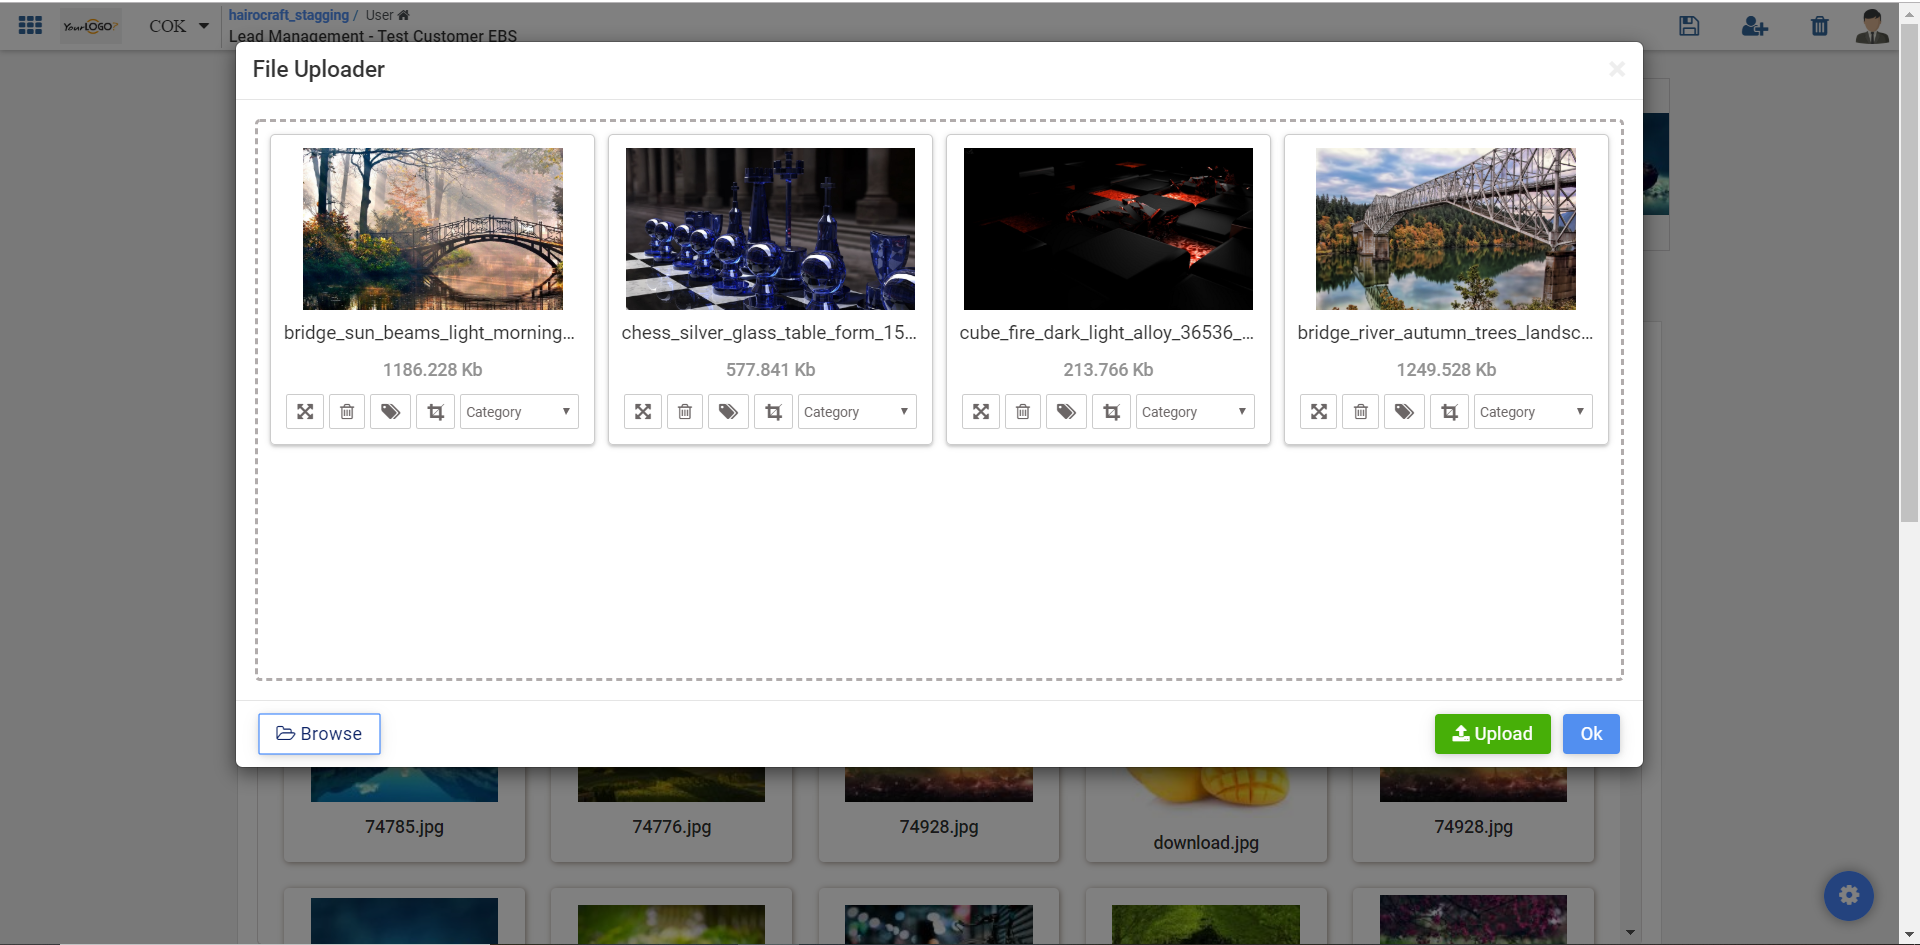 YourLOGO?
COK
hairocraft_stagging / User
Lead Management - Test Customer EBS
File Uploader
bridge_sun_beams_light_morning...
chess_silver_glass_table_form_15...
cube_fire_dark_light_alloy_36536_...
bridge_river_autumn_trees_landsc...
1186.228 Kb
577.841 Kb
213.766 Kb
1249.528 Kb
Category
Category
Category
Category
Browse
Upload
Ok
74785.jpg
74776.jpg
74928.jpg
download.jpg
74928.jpg